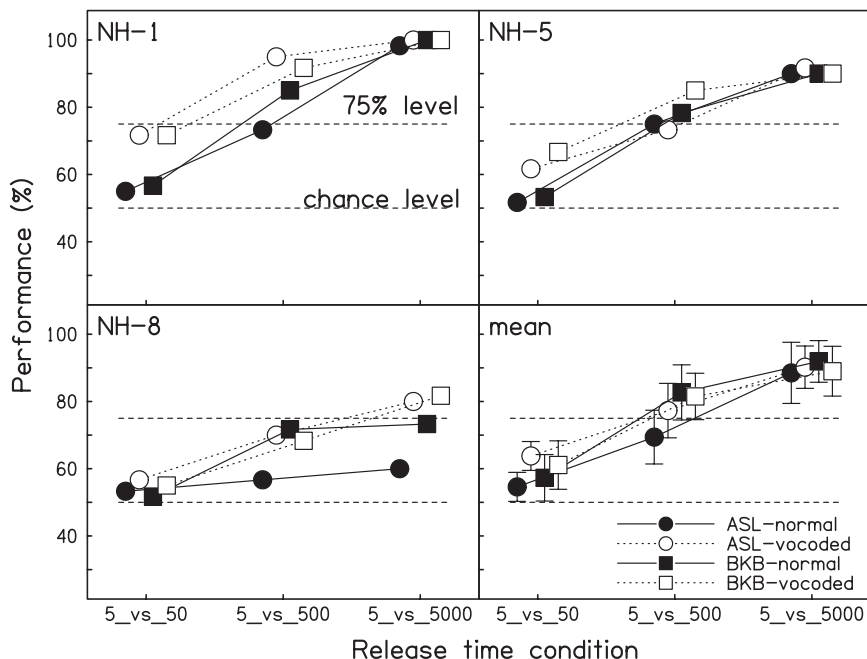 NH-1
NH-5
100
80
60
40
75% level
chance level
NH-8
mean
100
80
60
40
Performance (%)
ASL-normal
ASL-vocoded
BKB-normal
BKB-vocoded
5_vs_50
5_vs_500
5_vs_5000
5_vs_50
5_vs_500
5_vs_5000
Release time condition